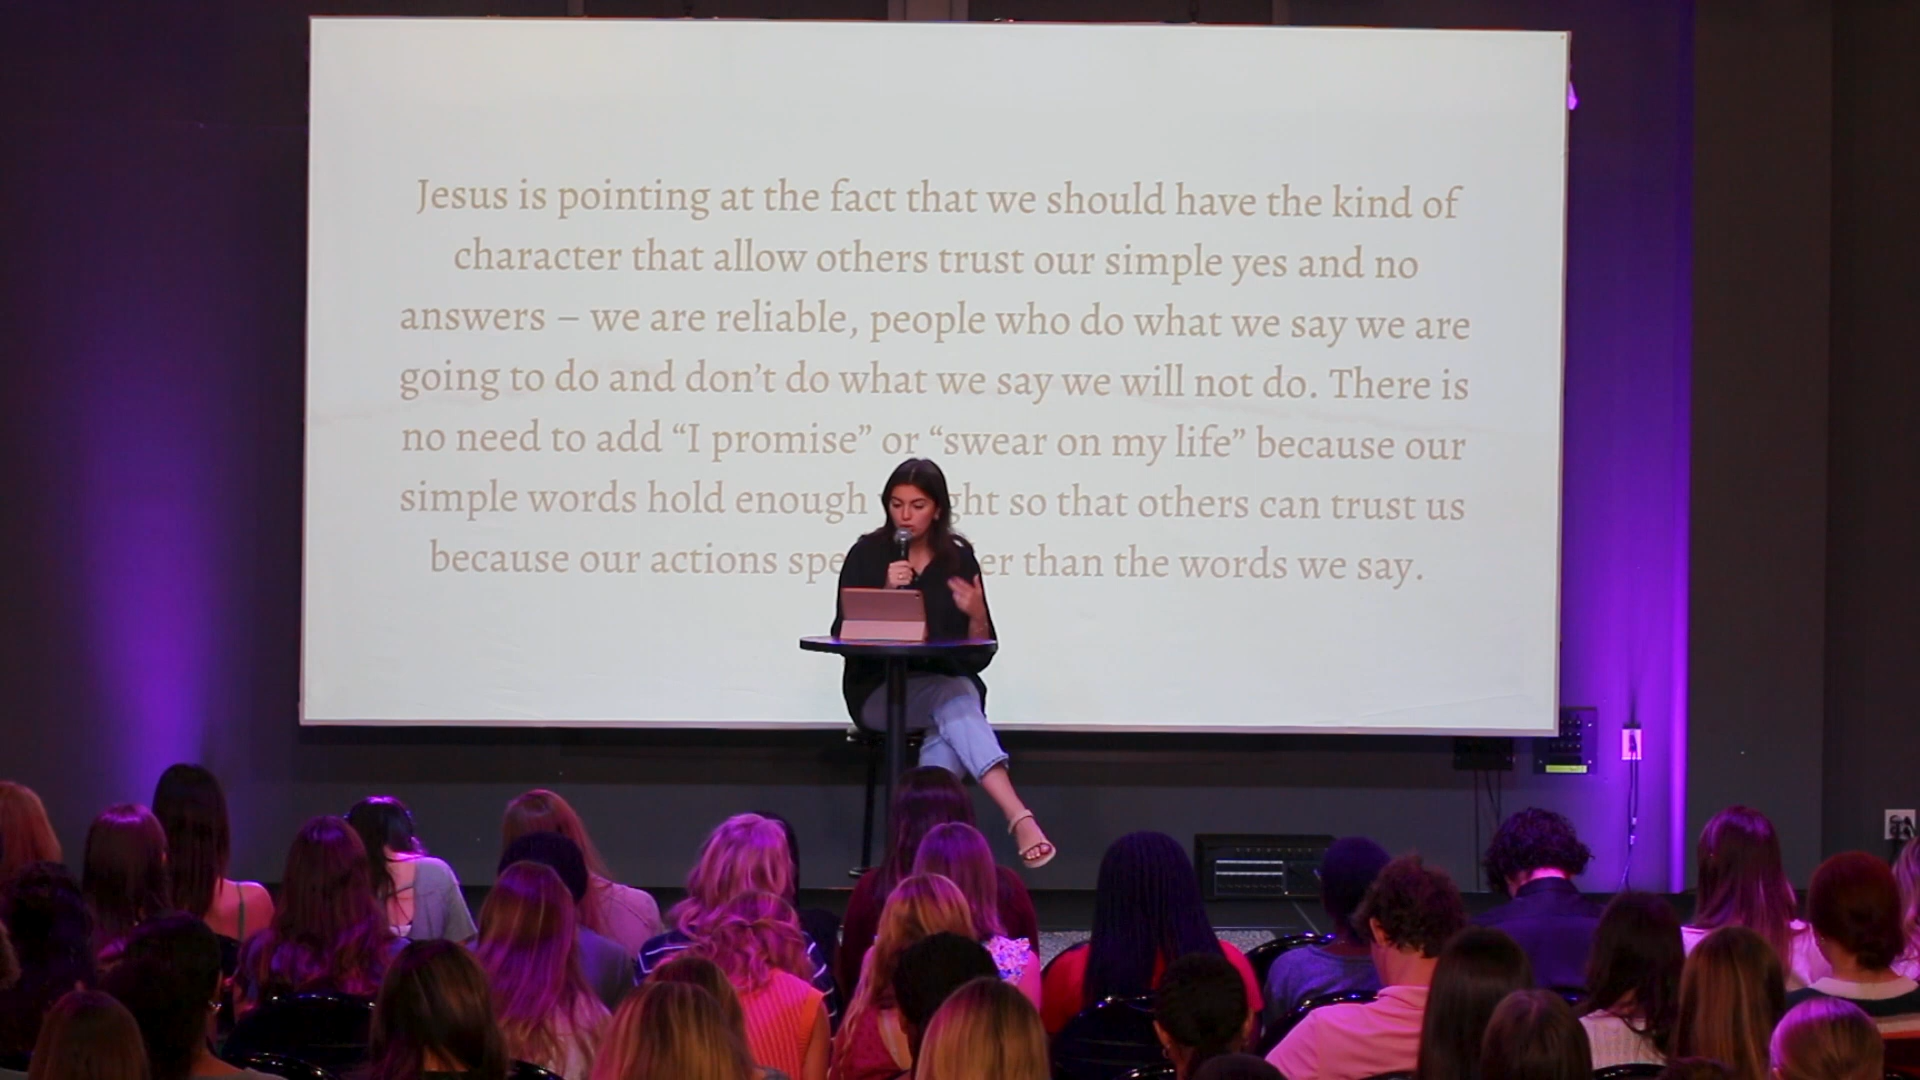 Jesus is pointing at the fact that we should have the kind of
character that allow others trust our simple yes and no
answers – we are reliable, people who do what we say we are
going to do and don’t do what we say we will not do. There is
no need to add “I promise” or “swear on my life” because our
simple words hold enough so that others can trust us
because our actions than the words we say.